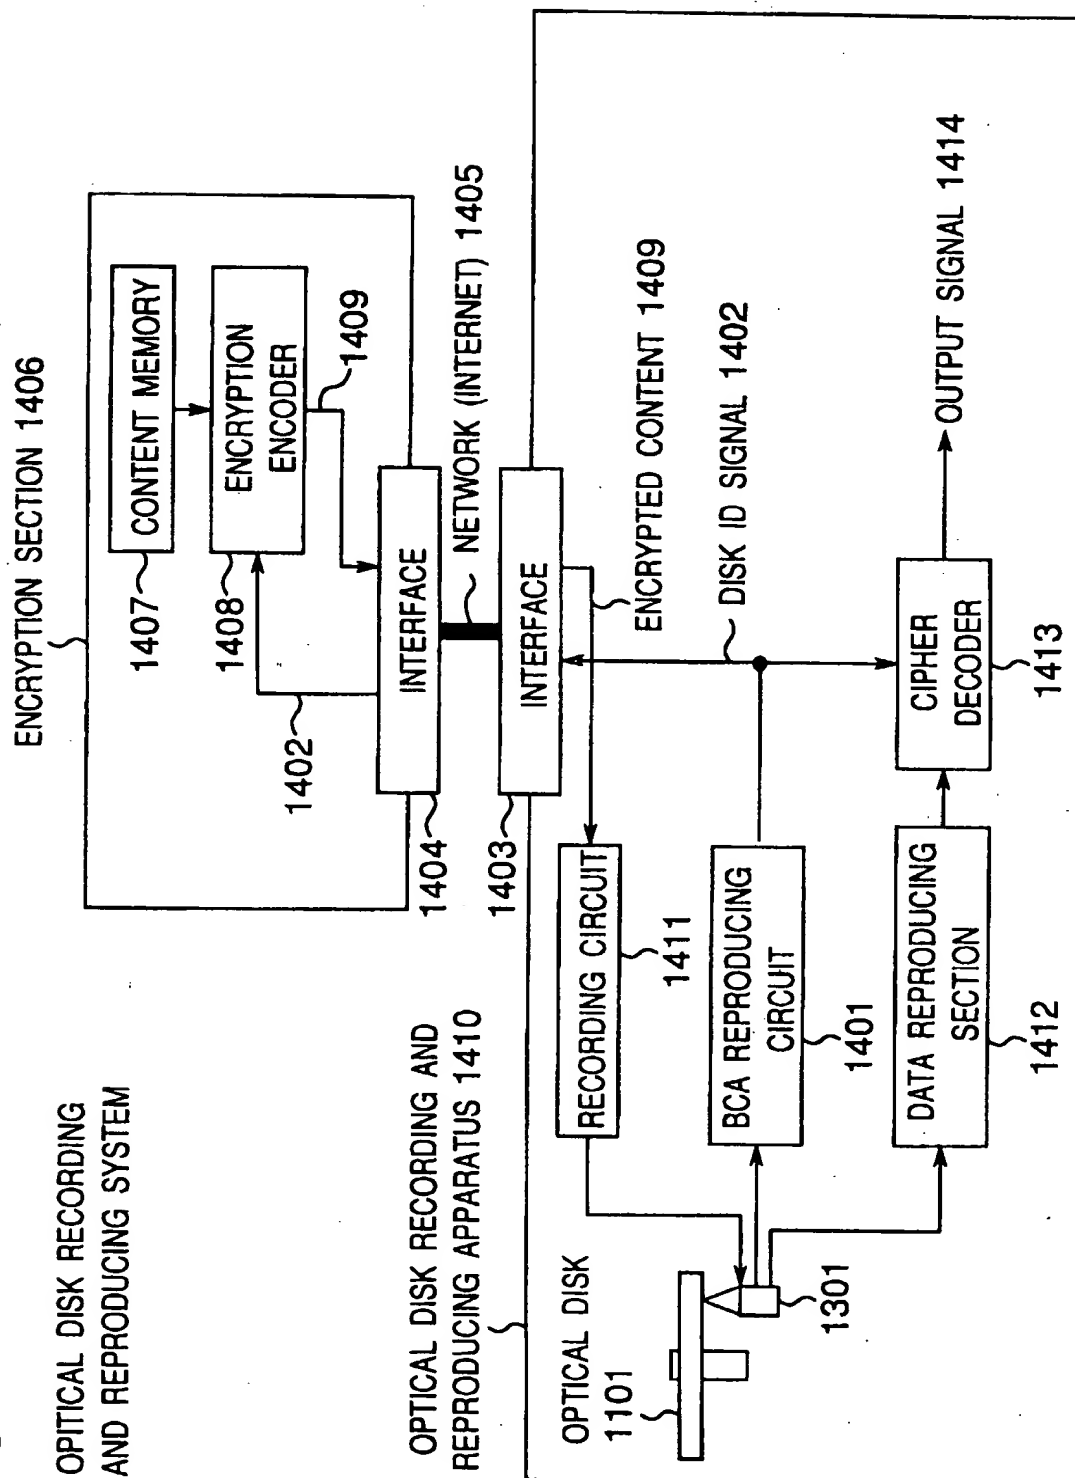 OPITICAL DISK RECORDING
AND REPRODUCING SYSTEM
ENCRYPTION SECTION 1406
CONTENT MEMORY
1407
ENCRYPTION
ENCODER
1408
1409
1402
INTERFACE
1404
NETWORK (INTERNET) 1405
OPTICAL DISK RECORDING AND
REPRODUCING APPARATUS 1410
INTERFACE
1403
ENCRYPTED CONTENT 1409
RECORDING CIRCUIT
1411
DISK ID SIGNAL 1402
OPTICAL DISK
1101
1301
BCA REPRODUCING
CIRCUIT
1401
DATA REPRODUCING
SECTION
1412
CIPHER
DECODER
1413
OUTPUT SIGNAL 1414